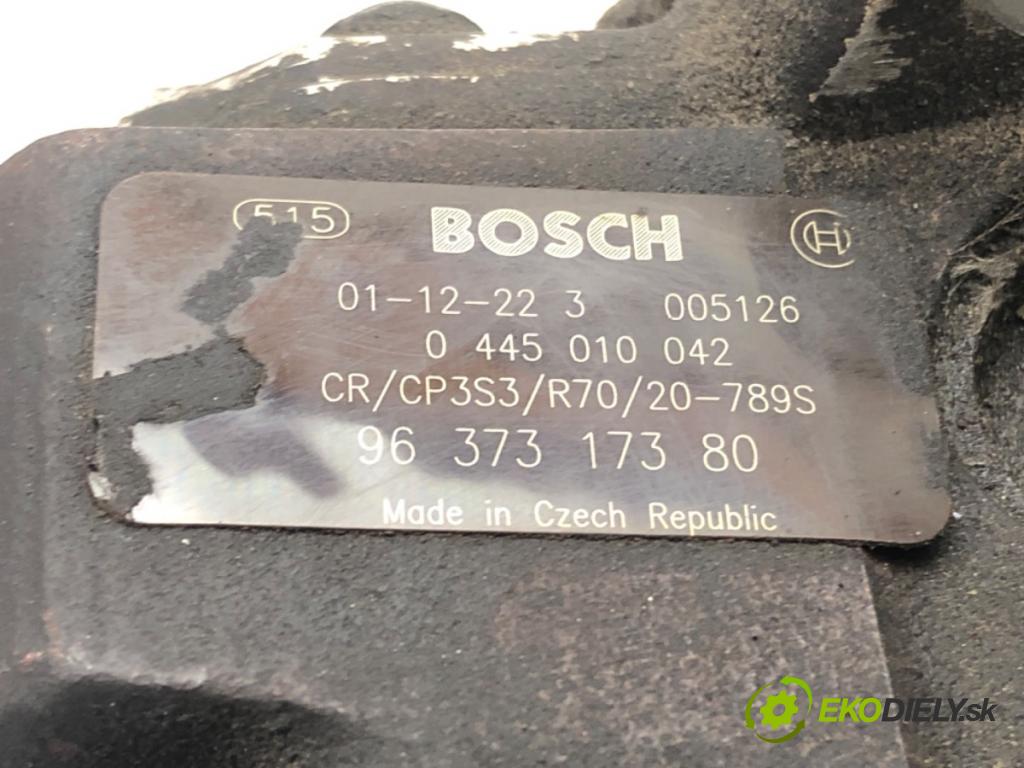 515 BOSCH H
01-12-22 3 005126
0 445 010 042
CR/CP3S3/R70/20-789S
96 373 173 80
Made in Czech Republic
EKODIELY.sk